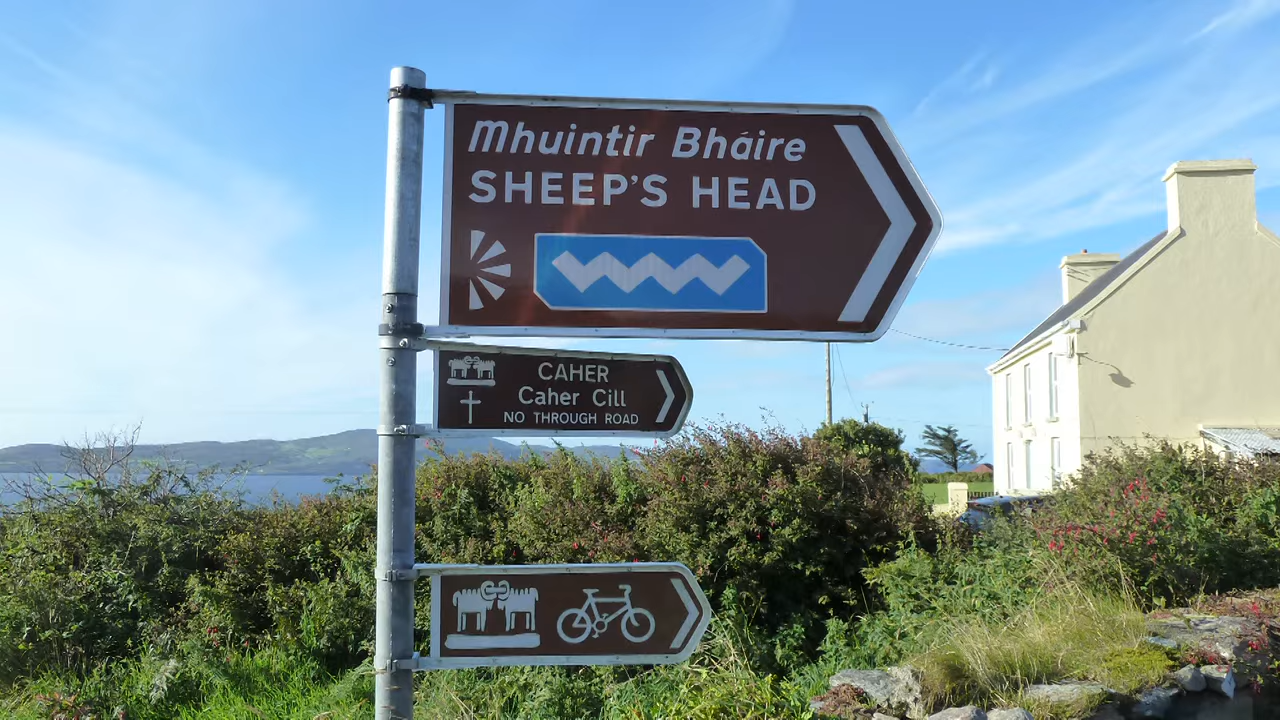 Mhuintir Bháire
SHEEP'S HEAD
CAHER
Caher Cill
NO THROUGH ROAD